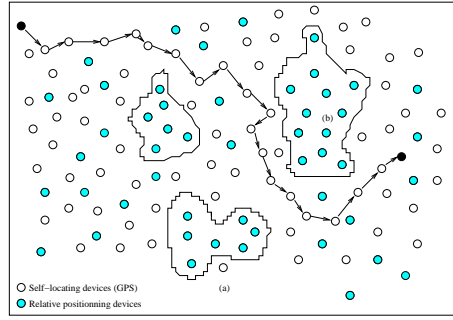 (b)
Self-locating devices (GPS)
(a)
Relative positionning devices